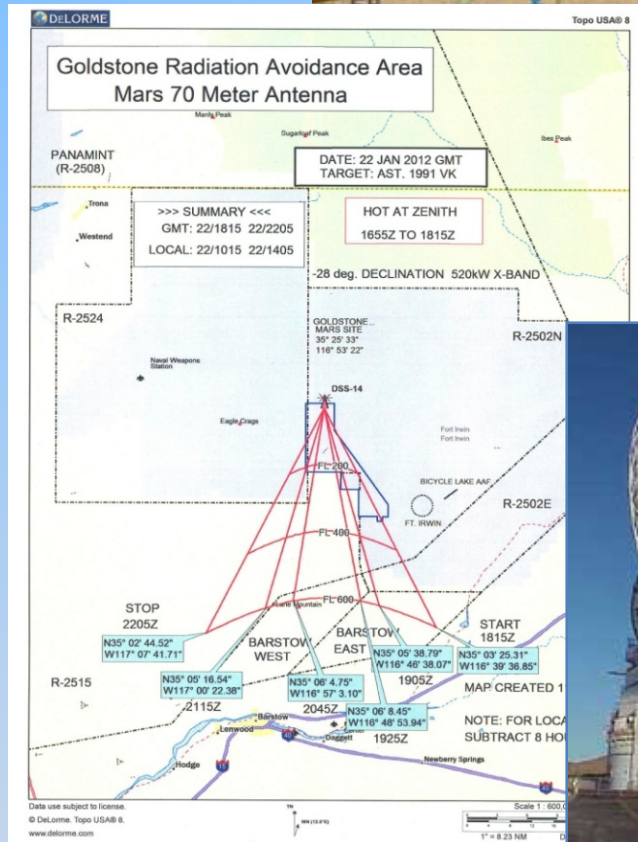 DELORME
Topo USA® 8
Goldstone Radiation Avoidance Area
Mars 70 Meter Antenna
Manly Peak
Sugarloaf Peak
Ibex Peak
PANAMINT
(R-2508)
DATE: 22 JAN 2012 GMT
TARGET: AST. 1991 VK
Trona
Westend
>>> SUMMARY <<<
GMT: 22/1815 22/2205
LOCAL: 22/1015 22/1405
HOT AT ZENITH
1655Z TO 1815Z
-28 deg. DECLINATION 520kW X-BAND
R-2524
GOLDSTONE
MARS SITE
35° 25' 33"
116° 53' 22"
R-2502N
Naval Weapons
Station
DSS-14
Eagle Crags
Fort Irwin
Fort Irwin
FL 200
BICYCLE LAKE AAF
R-2502E
FT. IRWIN
FL 400
FL 600
STOP
2205Z
N35° 02' 44.52"
W117° 07' 41.71"
START
1815Z
N35° 03' 25.31"
W116° 39' 36.85"
BARSTOW
WEST
BARSTOW
EAST
N35° 05' 38.79"
W116° 46' 38.07"
1905Z
N35° 05' 16.54"
W117° 00' 22.38"
2115Z
N35° 06' 4.75"
W116° 57' 3.10"
2045Z
N35° 06' 8.45"
W116° 48' 53.94"
1925Z
R-2515
MAP CREATED 1
NOTE: FOR LOCA
SUBTRACT 8 HOU
Barstow
Lenwood
Daggett
15
40
40
Hodge
Newberry Springs
Data use subject to license.
© DeLorme. Topo USA® 8.
www.delorme.com
TN
Scale 1 : 600,0
1" = 8.23 NM